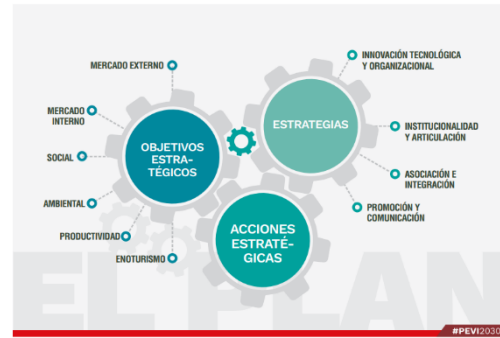 MERCADO EXTERNO
MERCADO
INTERNO
SOCIAL
AMBIENTAL
PRODUCTIVIDAD
ENOTURISMO
OBJETIVOS
ESTRA-
TÉGICOS
ESTRATEGIAS
ACCIONES
ESTRATÉ-
GICAS
INNOVACIÓN TECNOLÓGICA
Y ORGANIZACIONAL
INSTITUCIONALIDAD
Y ARTICULACIÓN
ASOCIACIÓN E
INTEGRACIÓN
PROMOCIÓN Y
COMUNICACIÓN
EL PLAN
#PEVI2030